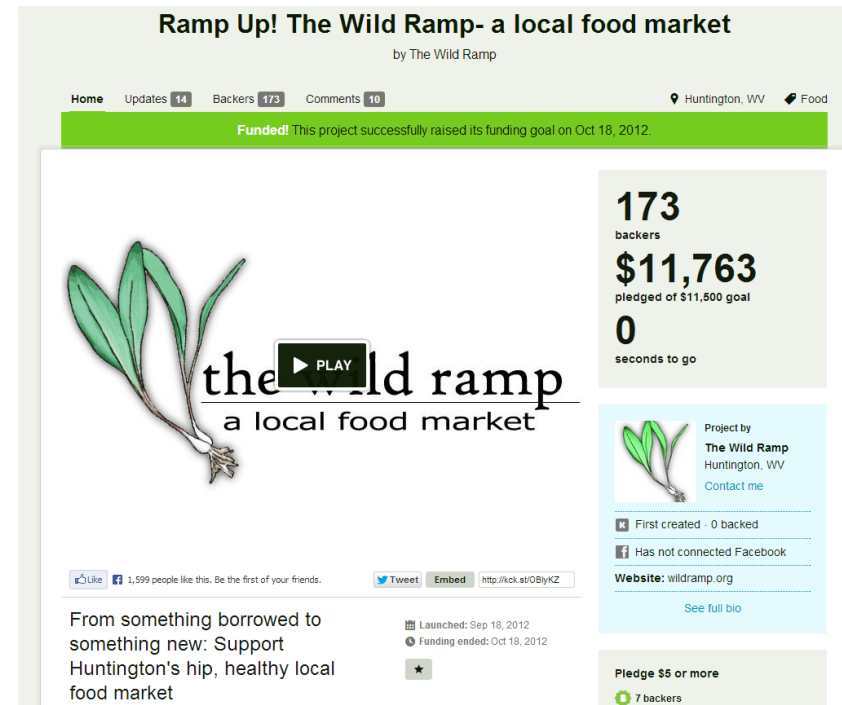 Ramp Up! The Wild Ramp- a local food market
by The Wild Ramp
Home Updates 14 Backers 173 Comments 10 Huntington, WV Food
Funded! This project successfully raised its funding goal on Oct 18, 2012.
the wild ramp
a local food market
PLAY
173
backers
$11,763
pledged of $11,500 goal
0
seconds to go
Project by
The Wild Ramp
Huntington, WV
Contact me
K First created · 0 backed
f Has not connected Facebook
Website: wildramp.org
See full bio
Like f 1,599 people like this. Be the first of your friends. Tweet Embed http://kck.st/OBlyKZ
From something borrowed to
something new: Support
Huntington's hip, healthy local
food market
Launched: Sep 18, 2012
Funding ended: Oct 18, 2012
Pledge $5 or more
7 backers